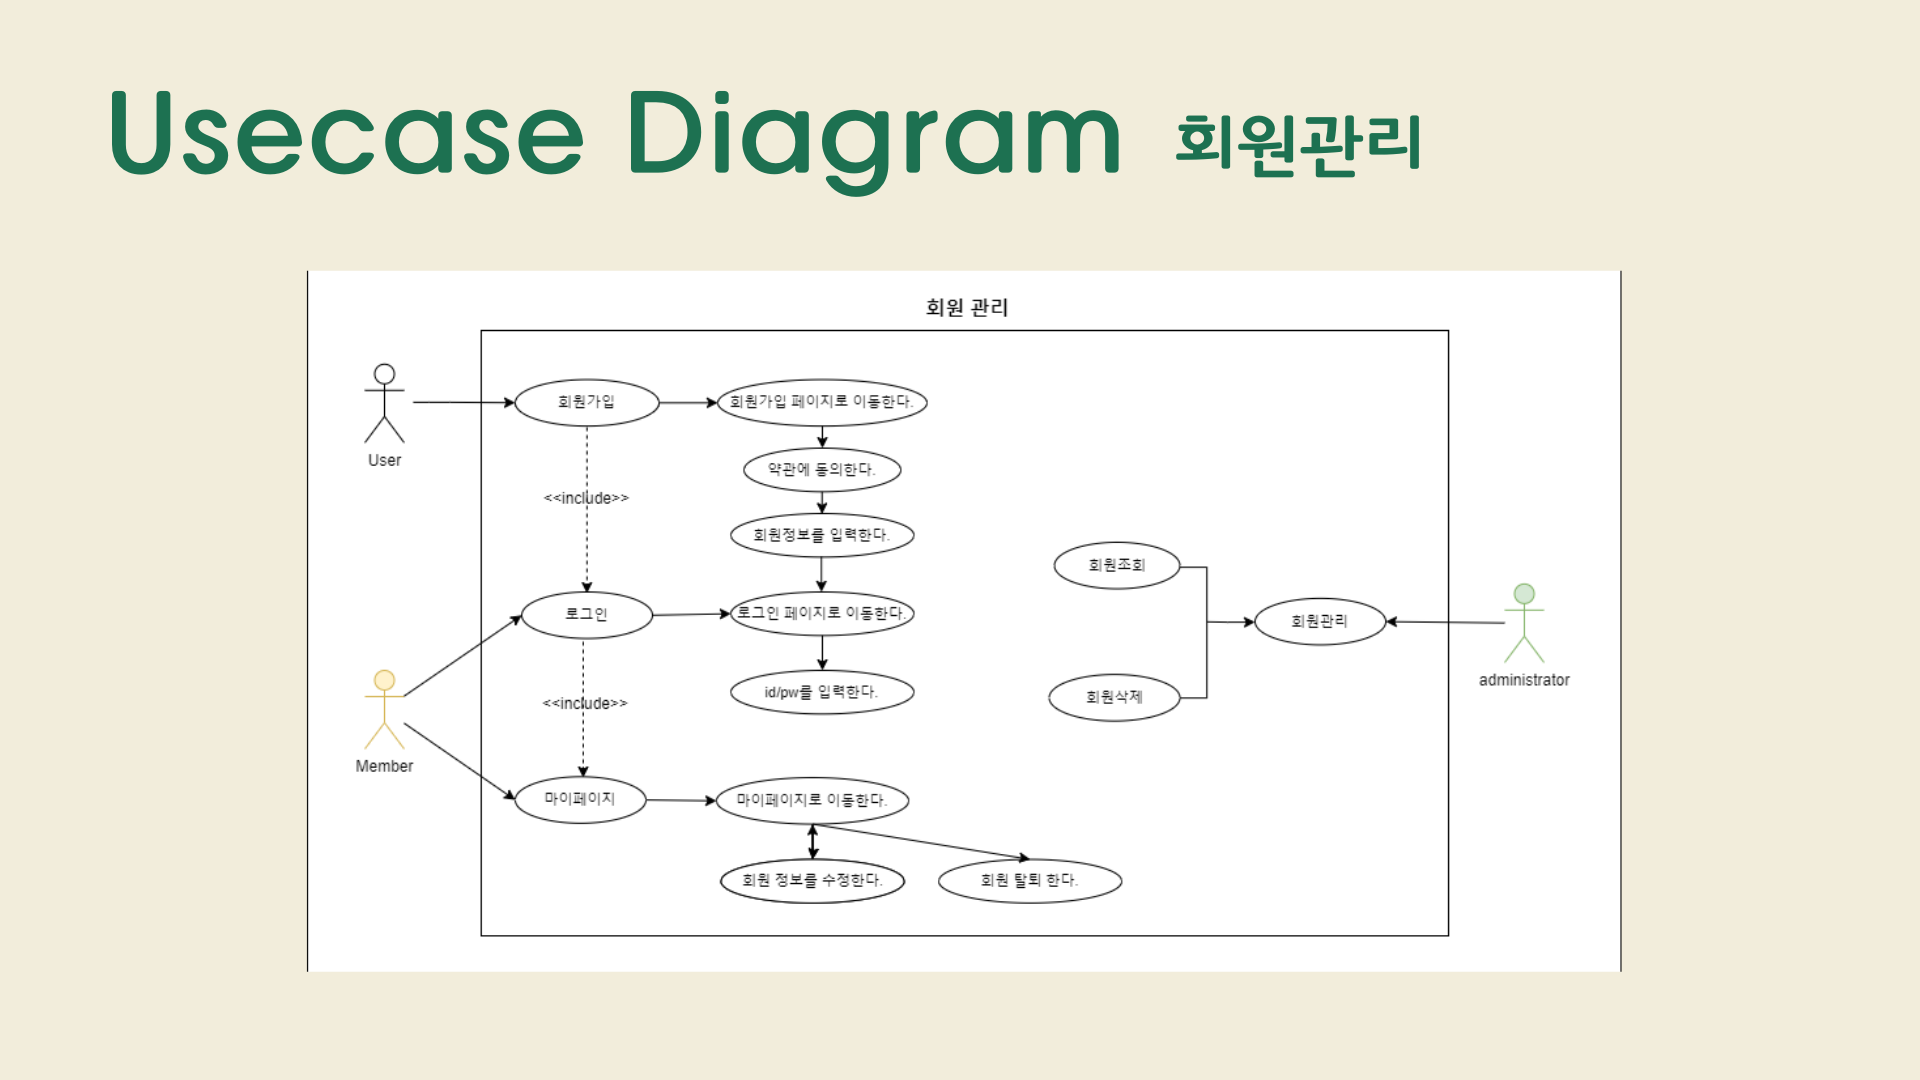 Usecase Diagram 회원관리
회원 관리
User
회원가입
회원가입 페이지로 이동한다.
약관에 동의한다.
<<include>>
회원정보를 입력한다.
회원조회
로그인
로그인 페이지로 이동한다.
회원관리
administrator
id/pw를 입력한다.
회원삭제
<<include>>
Member
마이페이지
마이페이지로 이동한다.
회원 정보를 수정한다.
회원 탈퇴 한다.